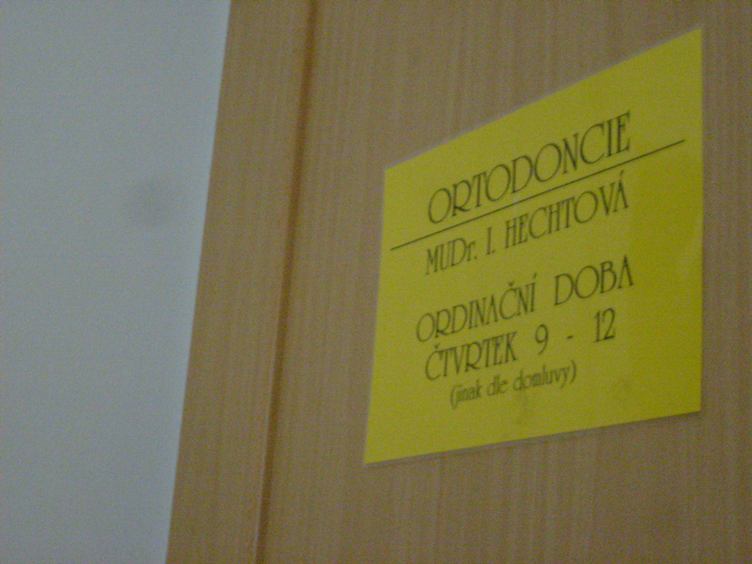 ORTODONCIE
MUDr. I. HECHTOVÁ
ORDINAČNÍ DOBA
ČTVRTEK 9 - 12
(jinak dle domluvy)